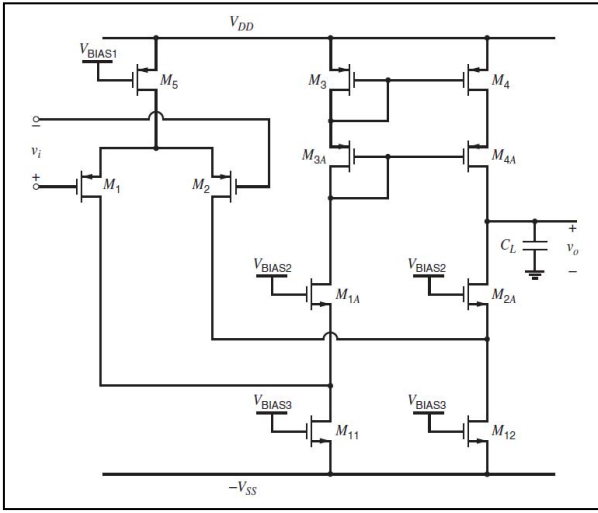 V_DD
V_BIAS1
M_5
M_3
M_4
−
v_i
+
M_1
M_2
M_3A
M_4A
C_L
+
v_o
−
V_BIAS2
M_1A
V_BIAS2
M_2A
V_BIAS3
M_11
V_BIAS3
M_12
−V_SS